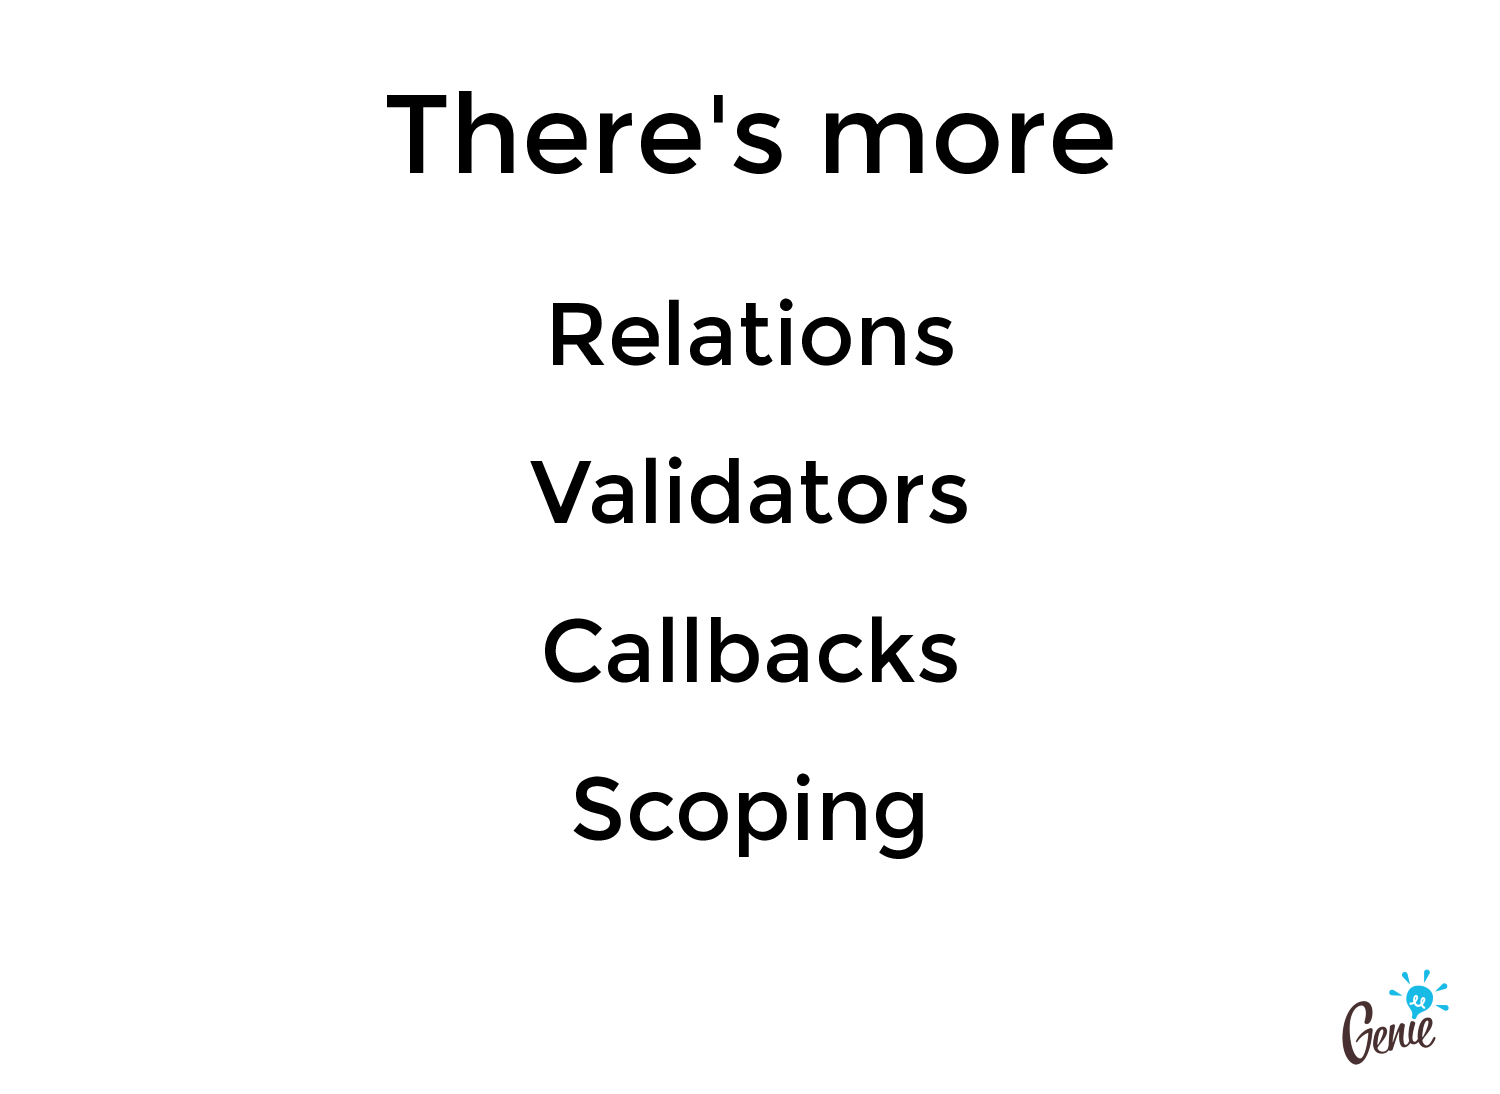 There's more
Relations
Validators
Callbacks
Scoping
Genie